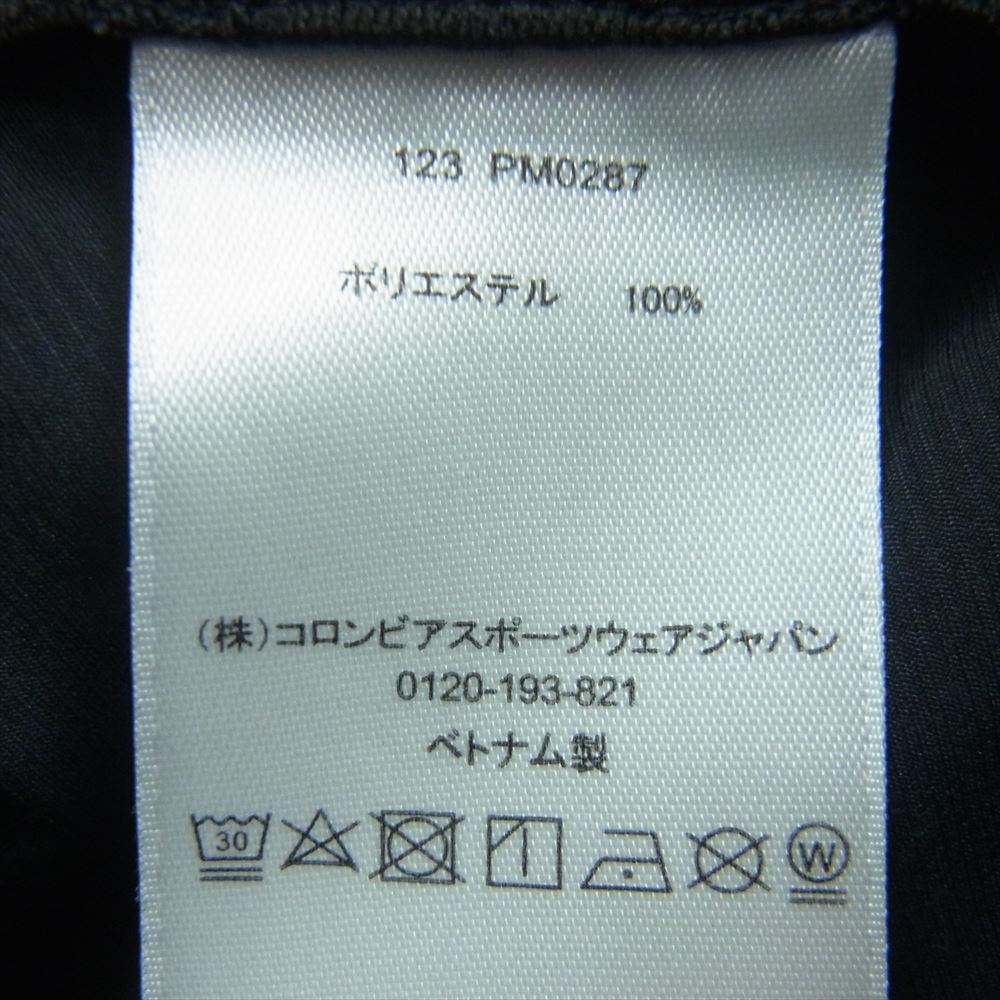 123 PM0287
ポリエステル 100%
(株)コロンビアスポーツウェアジャパン
0120-193-821
ベトナム製
30 W